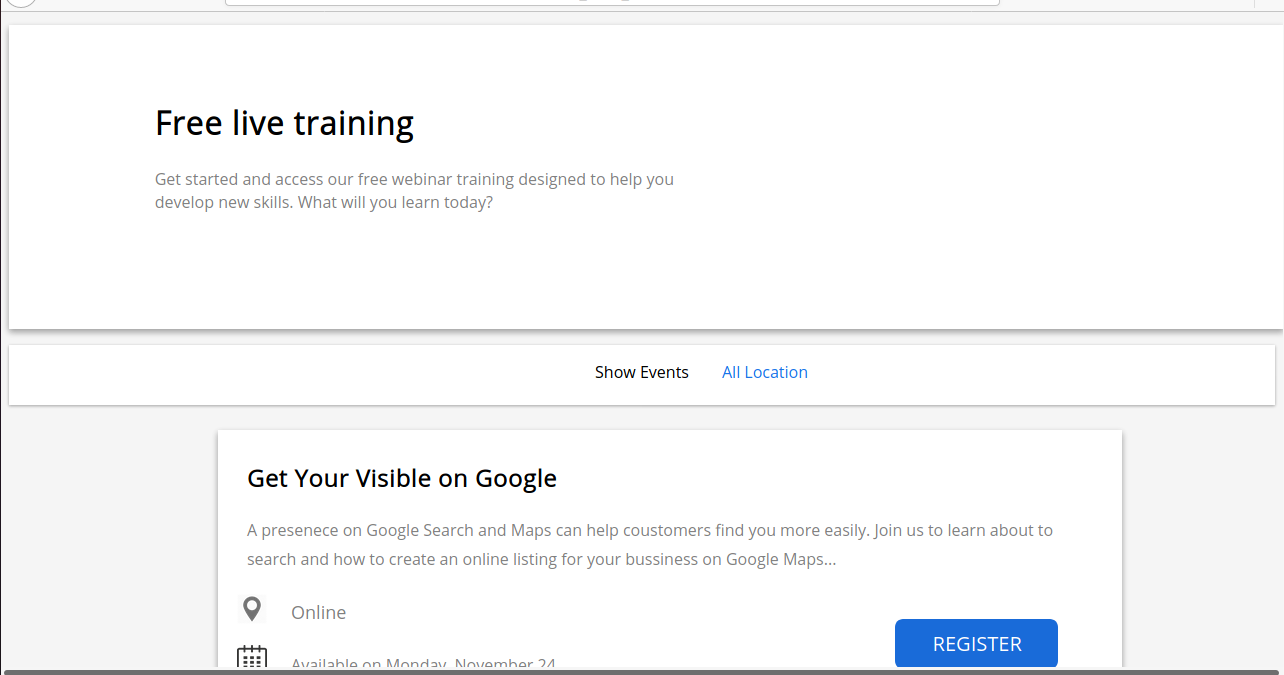 Free live training
Get started and access our free webinar training designed to help you
develop new skills. What will you learn today?
Show Events All Location
Get Your Visible on Google
A presenece on Google Search and Maps can help coustomers find you more easily. Join us to learn about to
search and how to create an online listing for your bussiness on Google Maps...
Online
REGISTER
Available on Monday, November 24